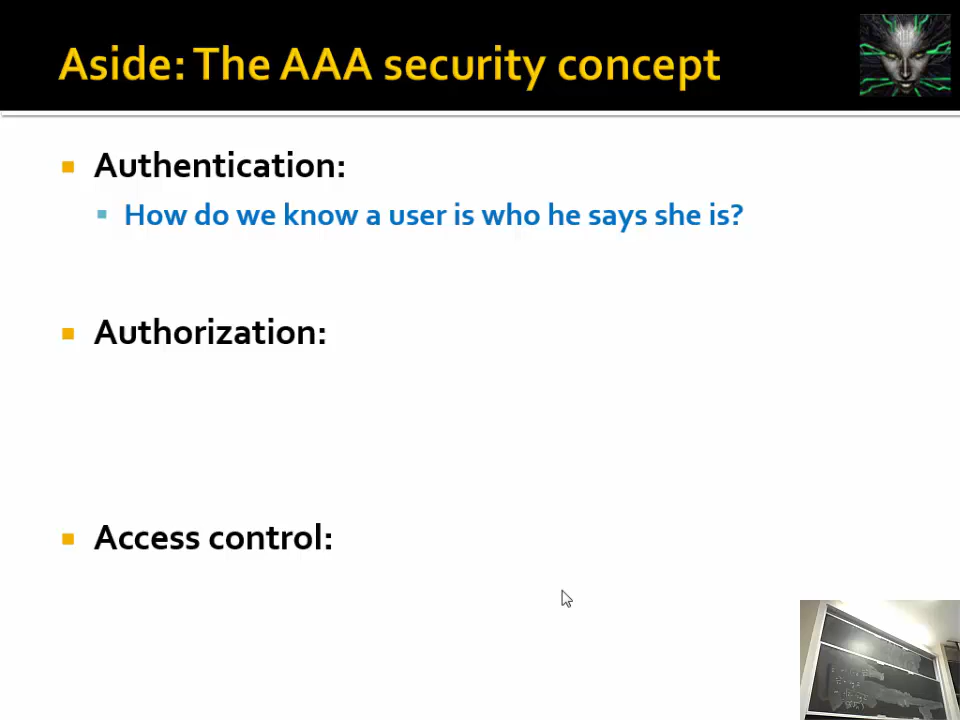 Aside: The AAA security concept
Authentication:
How do we know a user is who he says she is?
Authorization:
Access control: